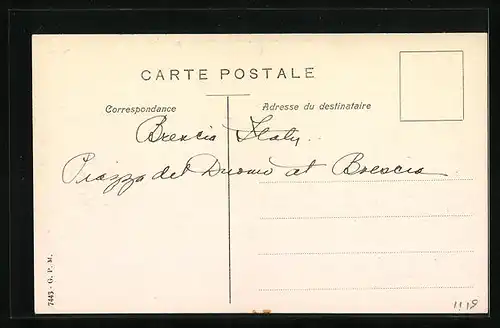 CARTE POSTALE
Correspondance
Adresse du destinataire
Brescia Italy.
Piazza del Duomo at Brescia
7443 - G. P. M.
1118